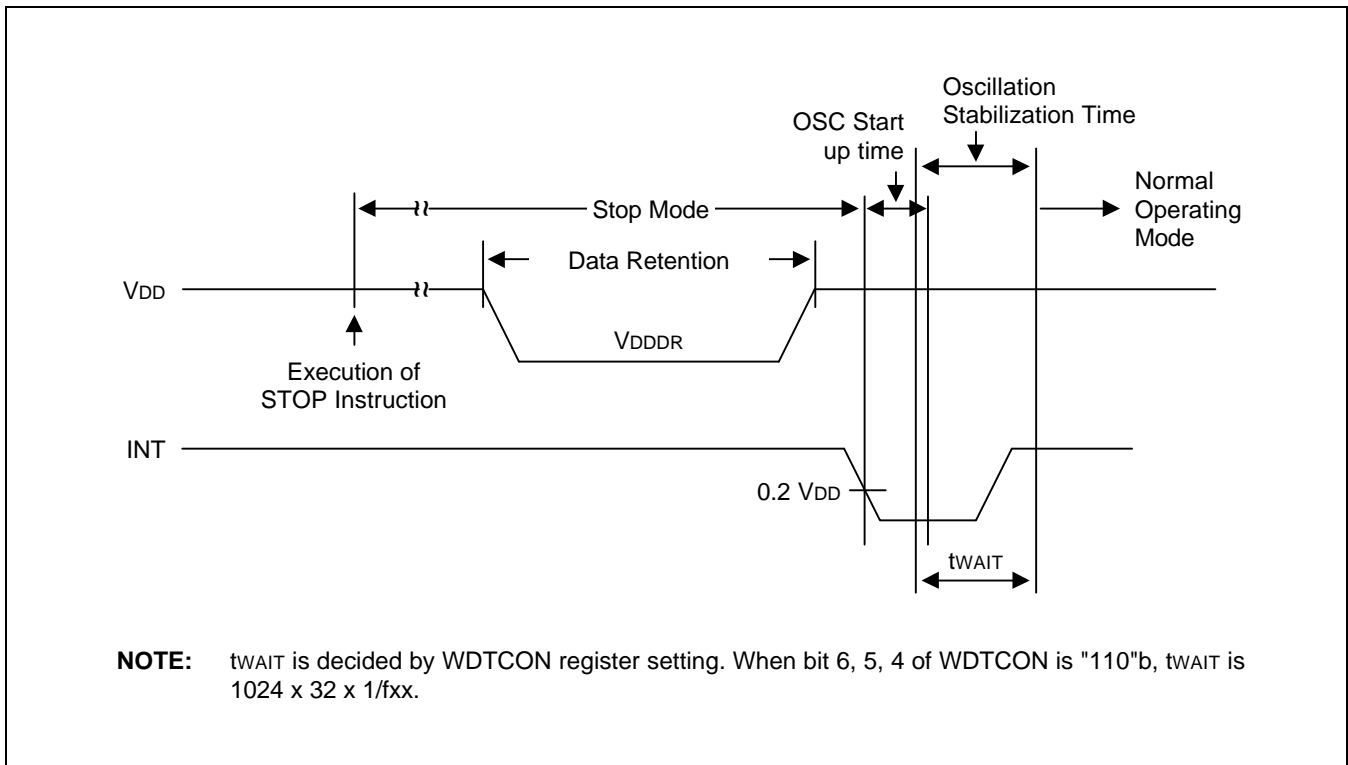 Oscillation
Stabilization Time
OSC Start
up time
Normal
Operating
Mode
Stop Mode
Data Retention
VDD
VDDDR
Execution of
STOP Instruction
INT
0.2 VDD
tWAIT
NOTE: tWAIT is decided by WDTCON register setting. When bit 6, 5, 4 of WDTCON is "110"b, tWAIT is
1024 x 32 x 1/fxx.